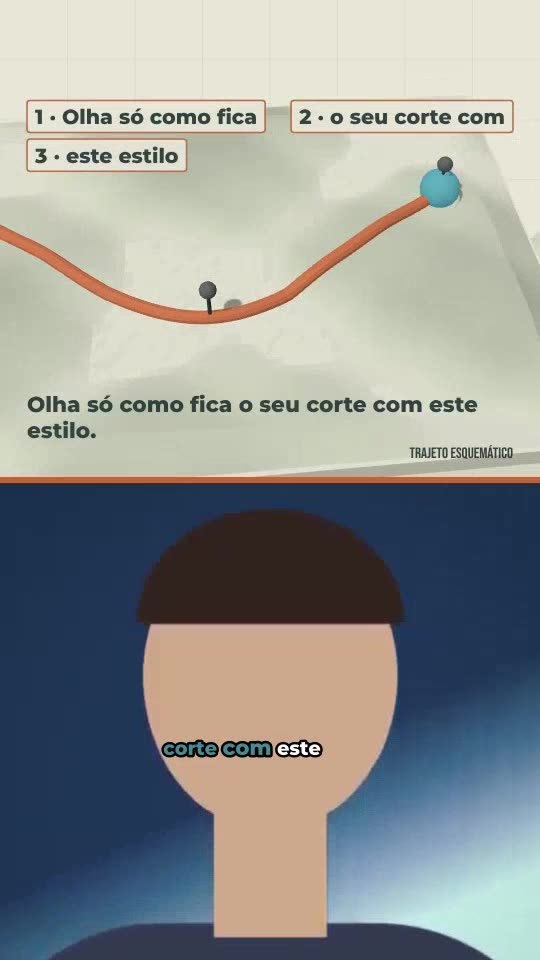 1 · Olha só como fica
2 · o seu corte com
3 · este estilo
Olha só como fica o seu corte com este
estilo.
TRAJETO ESQUEMÁTICO
corte com este